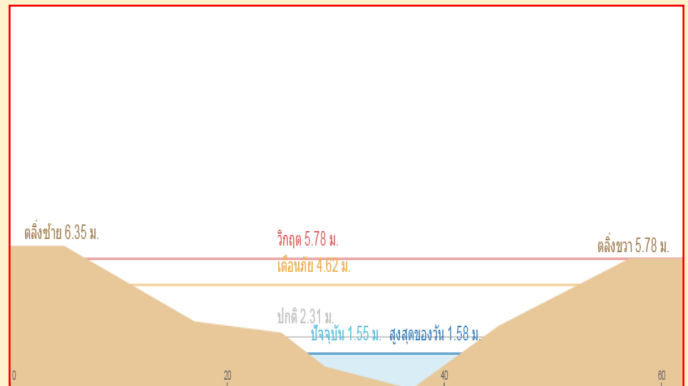 ตลิ่งซ้าย 6.35 ม.
วิกฤต 5.78 ม.
ตลิ่งขวา 5.78 ม.
เตือนภัย 4.62 ม.
ปกติ 2.31 ม.
ปัจจุบัน 1.55 ม. สูงสุดของวัน 1.58 ม.
0 20 40 60